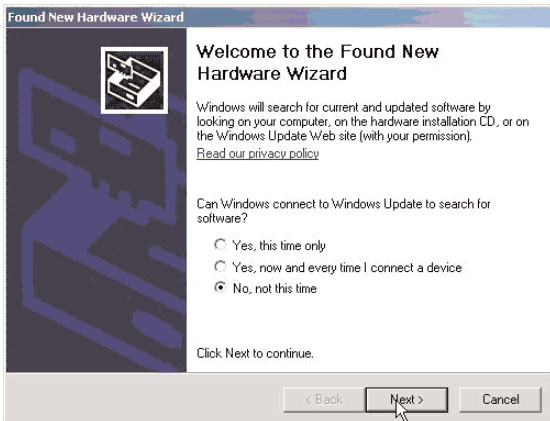 Found New Hardware Wizard
Welcome to the Found New
Hardware Wizard
Windows will search for current and updated software by
looking on your computer, on the hardware installation CD, or on
the Windows Update Web site (with your permission).
Read our privacy policy
Can Windows connect to Windows Update to search for
software?
Yes, this time only
Yes, now and every time I connect a device
No, not this time
Click Next to continue.
< Back Next > Cancel